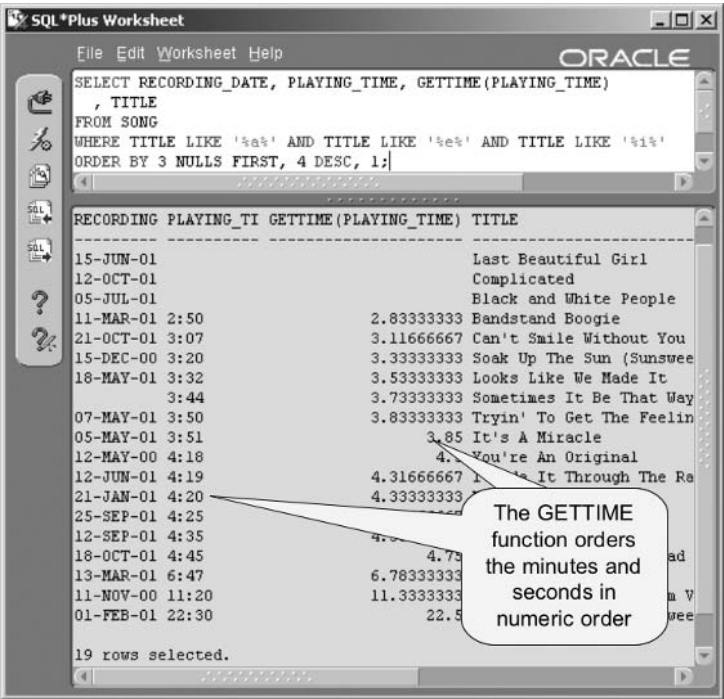 SQL*Plus Worksheet
File Edit Worksheet Help
ORACLE
SELECT RECORDING_DATE, PLAYING_TIME, GETTIME(PLAYING_TIME)
, TITLE
FROM SONG
WHERE TITLE LIKE '%a%' AND TITLE LIKE '%e%' AND TITLE LIKE '%i%'
ORDER BY 3 NULLS FIRST, 4 DESC, 1;
RECORDING PLAYING_TI GETTIME(PLAYING_TIME) TITLE
--------- ---------- --------------------- ------------------------
15-JUN-01 Last Beautiful Girl
12-OCT-01 Complicated
05-JUL-01 Black and White People
11-MAR-01 2:50 2.83333333 Bandstand Boogie
21-OCT-01 3:07 3.11666667 Can't Smile Without You
15-DEC-00 3:20 3.33333333 Soak Up The Sun (Sunswee
18-MAY-01 3:32 3.53333333 Looks Like We Made It
3:44 3.73333333 Sometimes It Be That Way
07-MAY-01 3:50 3.83333333 Tryin' To Get The Feelin
05-MAY-01 3:51 3.85 It's A Miracle
12-MAY-00 4:18 You're An Original
12-JUN-01 4:19 4.31666667 It Through The Ra
21-JAN-01 4:20 4.33333333
25-SEP-01 4:25
12-SEP-01 4:35
18-OCT-01 4:45 ad
13-MAR-01 6:47 6.78333333
11-NOV-00 11:20 11.3333333 m V
01-FEB-01 22:30 22.5 wee
19 rows selected.
The GETTIME
function orders
the minutes and
seconds in
numeric order